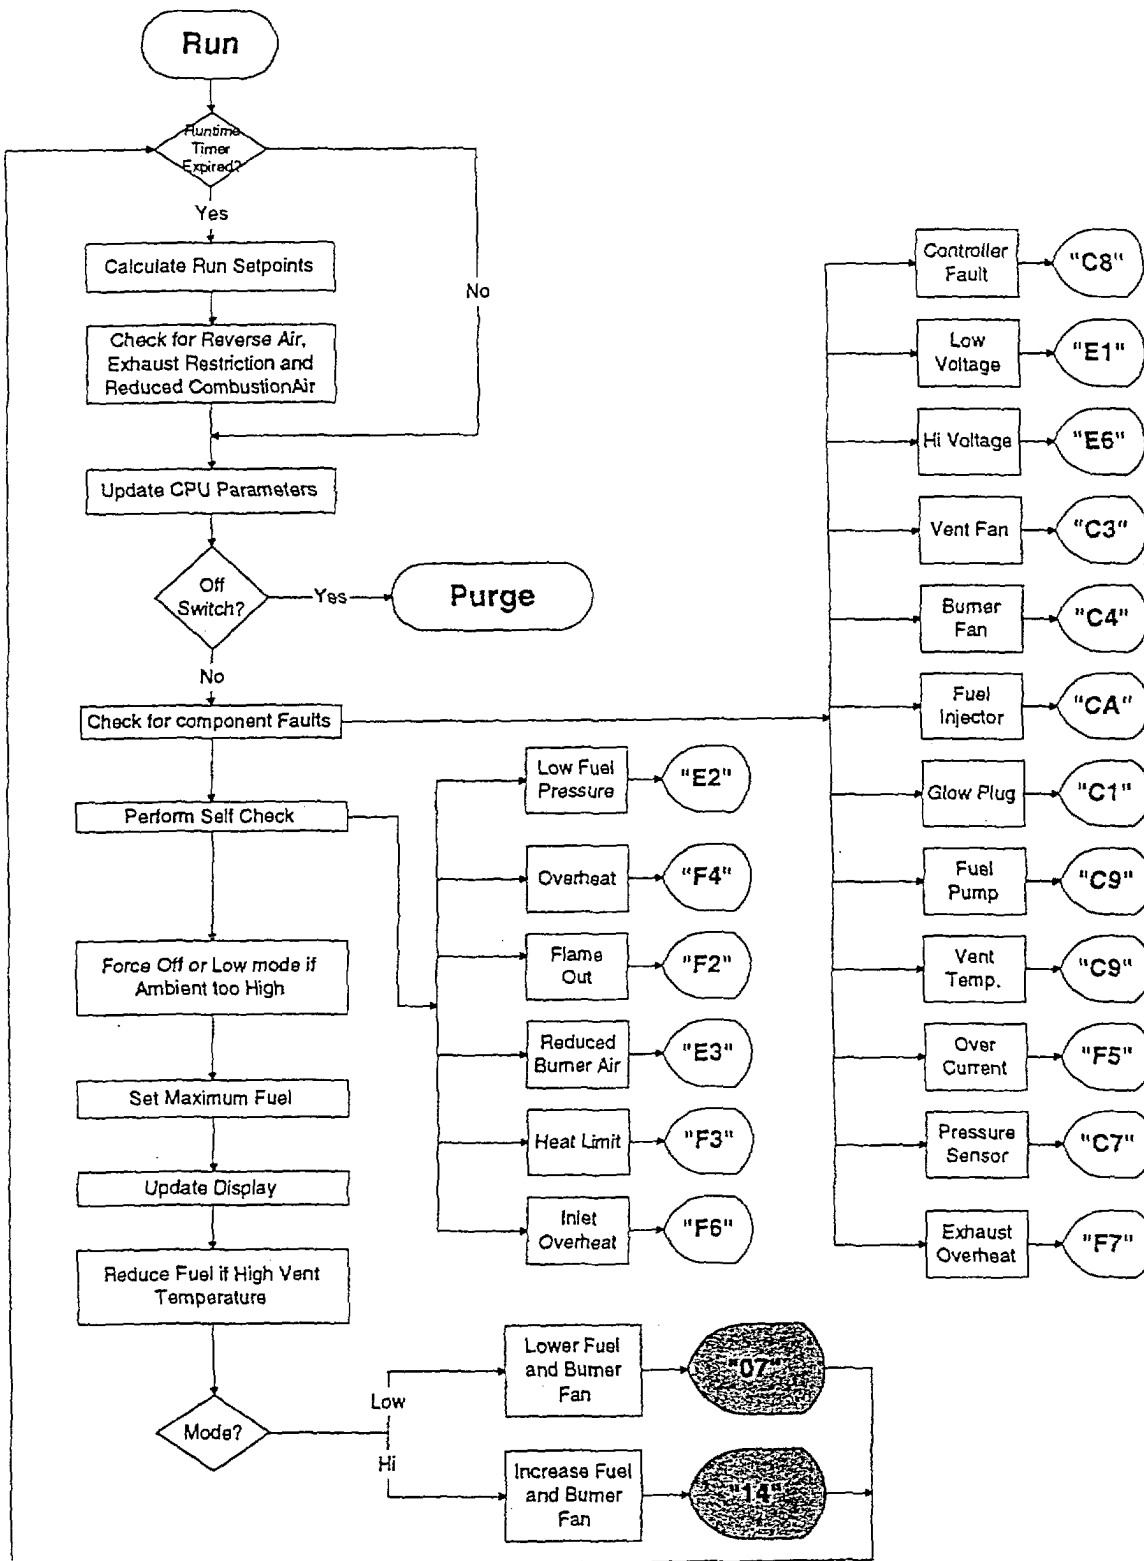 Run
Runtime
Timer
Expired?
Yes
No
Calculate Run Setpoints
Check for Reverse Air,
Exhaust Restriction and
Reduced CombustionAir
Update CPU Parameters
Off
Switch?
Yes
Purge
No
Check for component Faults
Perform Self Check
Force Off or Low mode if
Ambient too High
Set Maximum Fuel
Update Display
Reduce Fuel if High Vent
Temperature
Mode?
Low
Hi
Lower Fuel
and Burner
Fan
"07"
Increase Fuel
and Burner
Fan
"14"
Low Fuel
Pressure
"E2"
Overheat
"F4"
Flame
Out
"F2"
Reduced
Burner Air
"E3"
Heat Limit
"F3"
Inlet
Overheat
"F6"
Controller
Fault
"C8"
Low
Voltage
"E1"
Hi Voltage
"E6"
Vent Fan
"C3"
Burner
Fan
"C4"
Fuel
Injector
"CA"
Glow Plug
"C1"
Fuel
Pump
"C9"
Vent
Temp.
"C9"
Over
Current
"F5"
Pressure
Sensor
"C7"
Exhaust
Overheat
"F7"